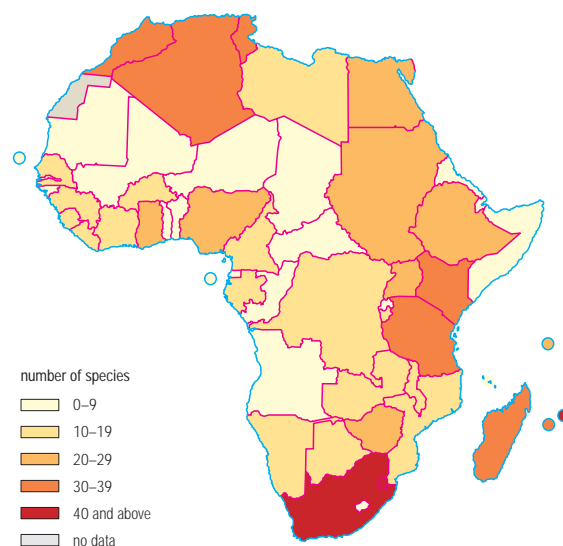 number of species
0–9
10–19
20–29
30–39
40 and above
no data